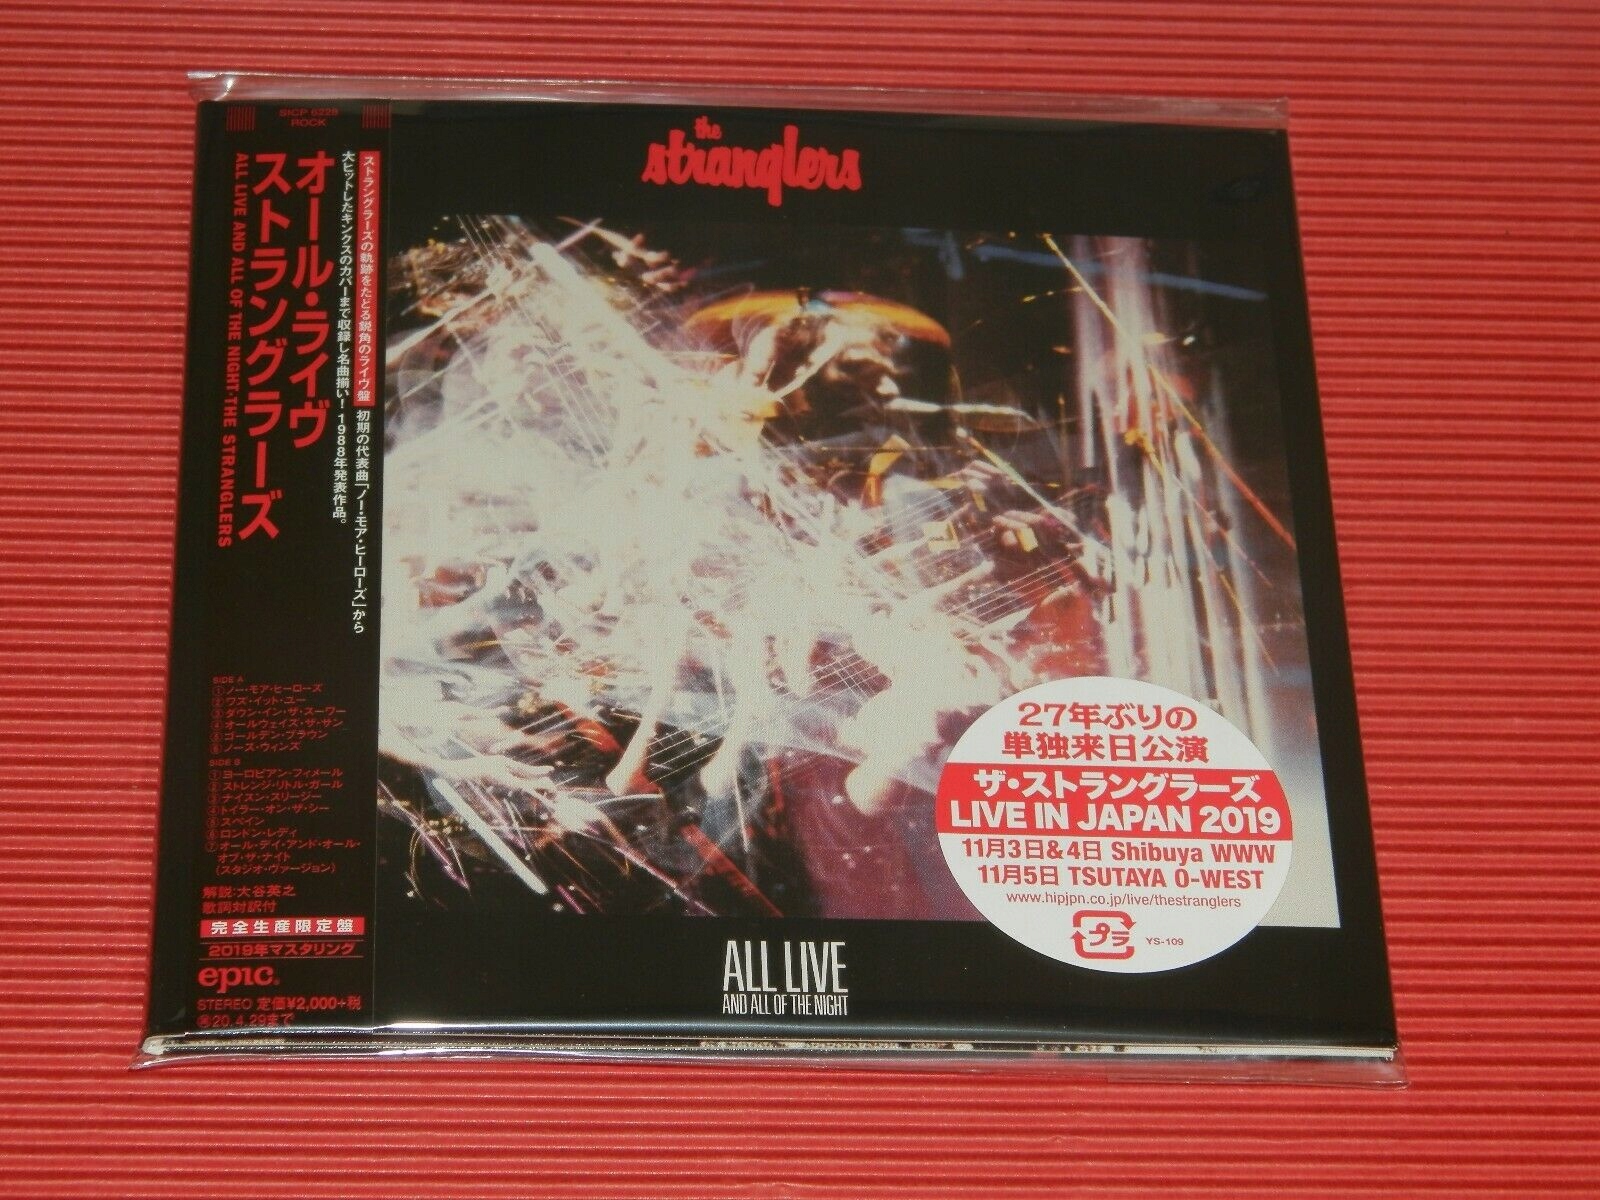 SICP 6228
ROCK
オール・ライヴ
ストラングラーズ
ALL LIVE AND ALL OF THE NIGHT・THE STRANGLERS
ストラングラーズの軌跡をたどる鋭角のライヴ盤 初期の代表曲「ノー・モア・ヒーローズ」から
大ヒットしたキンクスのカバーまで収録し名曲揃い! 1988年発表作品。
SIDE A
①ノー・モア・ヒーローズ
②ワズ・イット・ユー
③ダウン・イン・ザ・スーワー
④オールウェイズ・ザ・サン
⑤ゴールデン・ブラウン
⑥ノース・ウィンズ
SIDE B
①ヨーロピアン・フィメール
②ストレンジ・リトル・ガール
③ナイスン・スリージー
④トイラー・オン・ザ・シー
⑤スペイン
⑥ロンドン・レディ
⑦オール・デイ・アンド・オール・
オブ・ザ・ナイト
(スタジオ・ヴァージョン)
解説:大谷英之
歌詞対訳付
完全生産限定盤
2019年マスタリング
epic.
STEREO 定価¥2,000+税
20.4.29まで
the
stranglers
27年ぶりの
単独来日公演
ザ・ストラングラーズ
LIVE IN JAPAN 2019
11月3日&4日 Shibuya WWW
11月5日 TSUTAYA O-WEST
www.hipjpn.co.jp/live/thestranglers
プラ
YS-109
ALL LIVE
AND ALL OF THE NIGHT